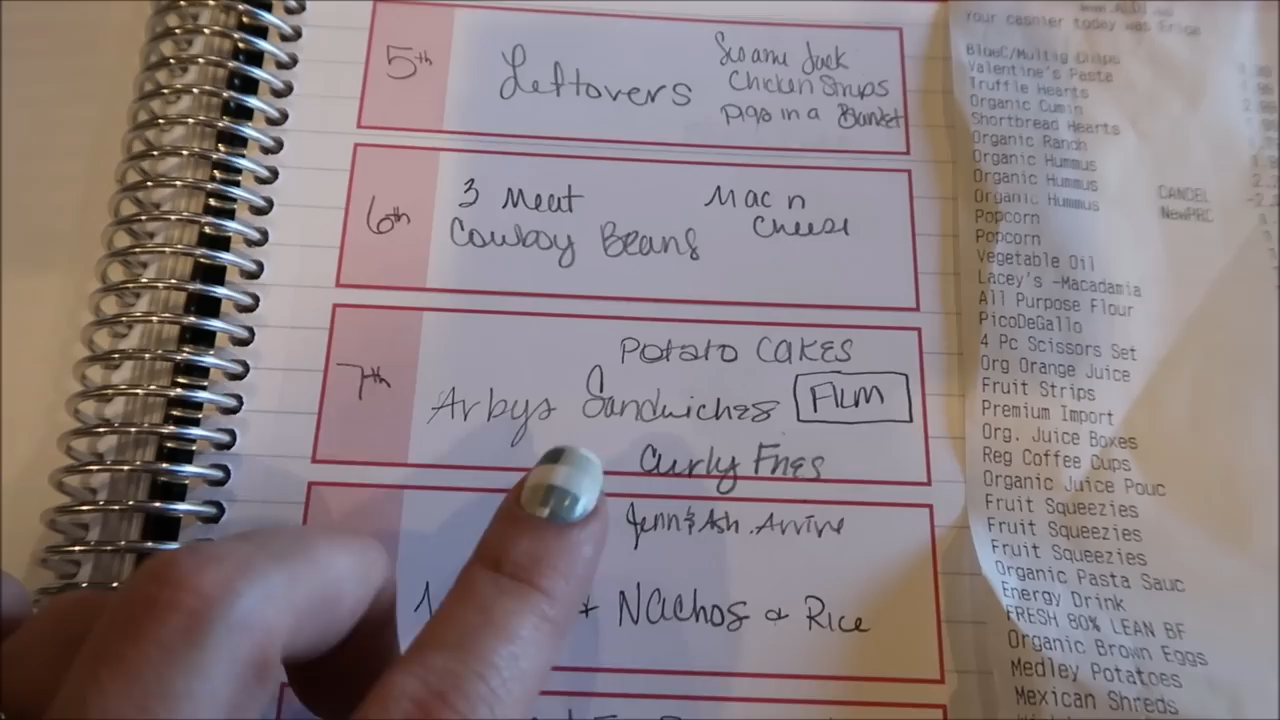 5th
Leftovers
Chicken Strips
Pigs in a Blanket
6th
3 Meat
Cowboy Beans
Mac n
Cheese
7th
Potato Cakes
Arbys Sandwiches
Film
Curly Fries
Jenn & Ash. Arrive
+ Nachos & Rice
Your cashier today was Erica
BlueC/Multig Chips
Valentine's Pasta
Truffle Hearts
Organic Cumin
Shortbread Hearts
Organic Ranch
Organic Hummus
Organic Hummus CANCEL
Organic Hummus NewPRC
Popcorn
Popcorn
Vegetable Oil
Lacey's -Macadamia
All Purpose Flour
PicoDeGallo
4 Pc Scissors Set
Org Orange Juice
Fruit Strips
Premium Import
Org. Juice Boxes
Reg Coffee Cups
Organic Juice Pouc
Fruit Squeezies
Fruit Squeezies
Fruit Squeezies
Organic Pasta Sauc
Energy Drink
FRESH 80% LEAN BF
Organic Brown Eggs
Medley Potatoes
Mexican Shreds